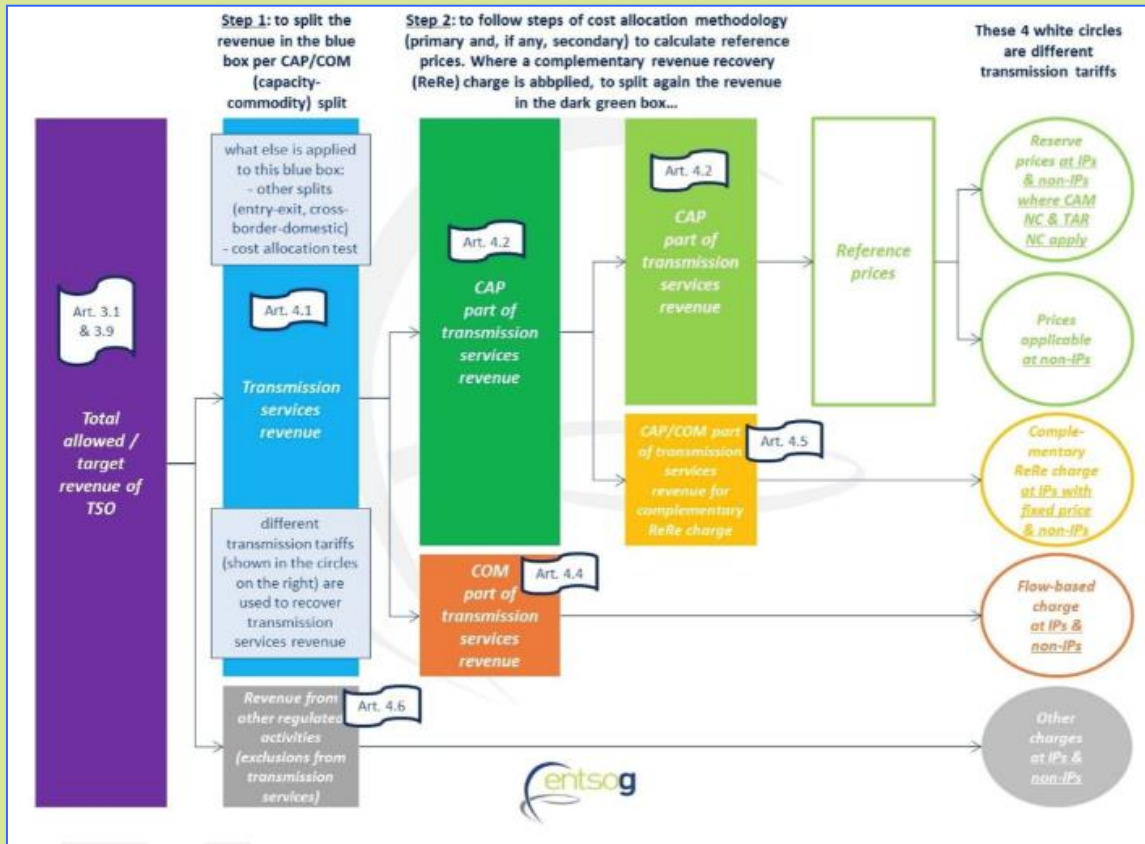 Step 1: to split the
revenue in the blue
box per CAP/COM
(capacity-
commodity) split
Step 2: to follow steps of cost allocation methodology
(primary and, if any, secondary) to calculate reference
prices. Where a complementary revenue recovery
(ReRe) charge is abbplied, to split again the revenue
in the dark green box...
These 4 white circles
are different
transmission tariffs
Art. 3.1
& 3.9
Total
allowed /
target
revenue of
TSO
what else is applied
to this blue box:
- other splits
(entry-exit, cross-
border-domestic)
- cost allocation test
Art. 4.1
Transmission
services
revenue
different
transmission tariffs
(shown in the circles
on the right) are
used to recover
transmission
services revenue
Revenue from
other regulated
activities
(exclusions from
transmission
services)
Art. 4.6
Art. 4.2
CAP
part of
transmission
services
revenue
COM
part of
transmission
services
revenue
Art. 4.4
Art. 4.2
CAP
part of
transmission
services
revenue
CAP/COM part
of transmission
services
revenue for
complementary
ReRe charge
Art. 4.5
Reference
prices
Reserve
prices at IPs
& non-IPs
where CAM
NC & TAR
NC apply
Prices
applicable
at non-IPs
Comple-
mentary
ReRe charge
at IPs with
fixed price
& non-IPs
Flow-based
charge
at IPs &
non-IPs
Other
charges
at IPs &
non-IPs
entsog